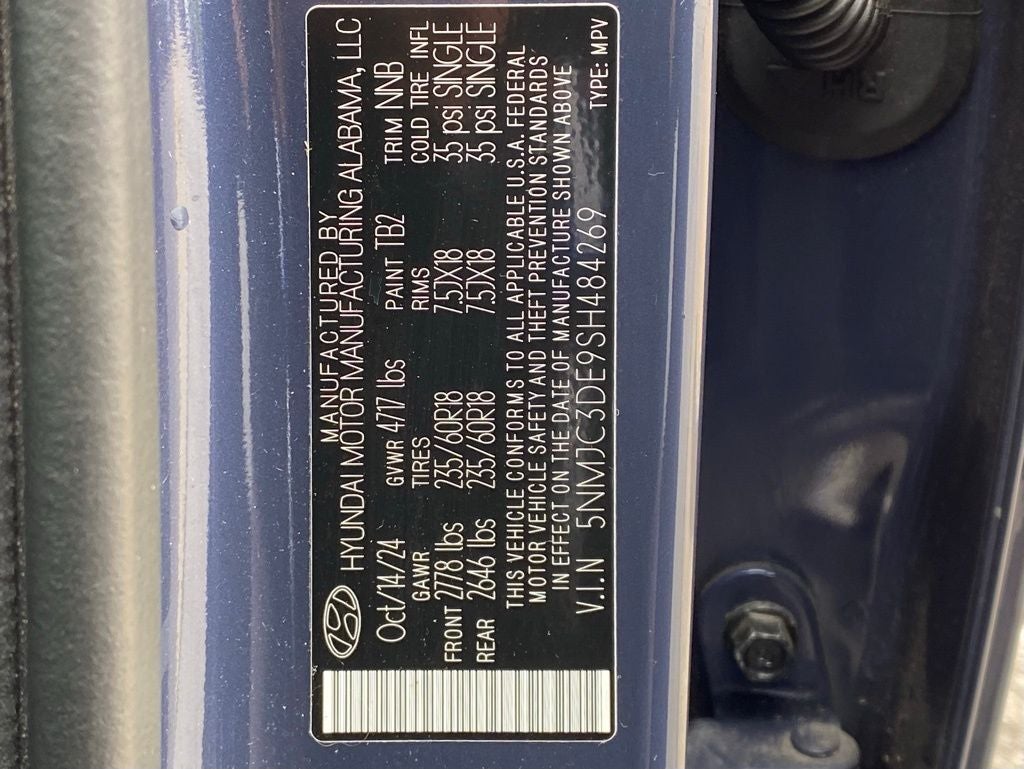 MANUFACTURED BY
HYUNDAI MOTOR MANUFACTURING ALABAMA, LLC
Oct/14/24 GVWR 4717 lbs PAINT TB2 TRIM NNB
GAWR TIRES RIMS COLD TIRE INFL
FRONT 2778 lbs 235/60R18 7.5JX18 35 psi SINGLE
REAR 2646 lbs 235/60R18 7.5JX18 35 psi SINGLE
THIS VEHICLE CONFORMS TO ALL APPLICABLE U.S.A. FEDERAL
MOTOR VEHICLE SAFETY AND THEFT PREVENTION STANDARDS
IN EFFECT ON THE DATE OF MANUFACTURE SHOWN ABOVE
V.I.N 5NMJC3DE9SH484269 TYPE: MPV
RH